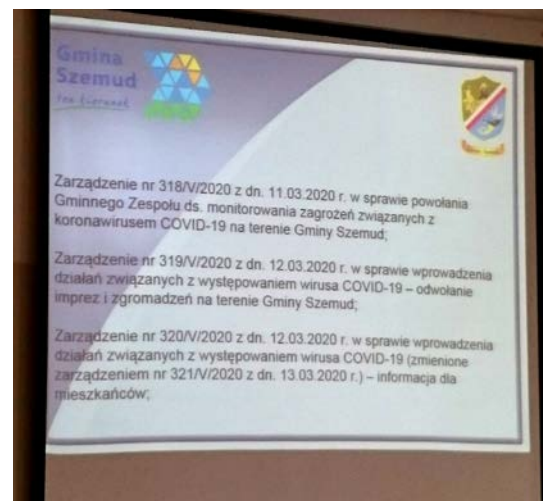 Gmina
Szemud
Zarządzenie nr 318/V/2020 z dn. 11.03.2020 r. w sprawie powołania
Gminnego Zespołu ds. monitorowania zagrożeń związanych z
koronawirusem COVID-19 na terenie Gminy Szemud;
Zarządzenie nr 319/V/2020 z dn. 12.03.2020 r. w sprawie wprowadzenia
działań związanych z występowaniem wirusa COVID-19 – odwołanie
imprez i zgromadzeń na terenie Gminy Szemud;
Zarządzenie nr 320/V/2020 z dn. 12.03.2020 r. w sprawie wprowadzenia
działań związanych z występowaniem wirusa COVID-19 (zmienione
zarządzeniem nr 321/V/2020 z dn. 13.03.2020 r.) – informacja dla
mieszkańców;